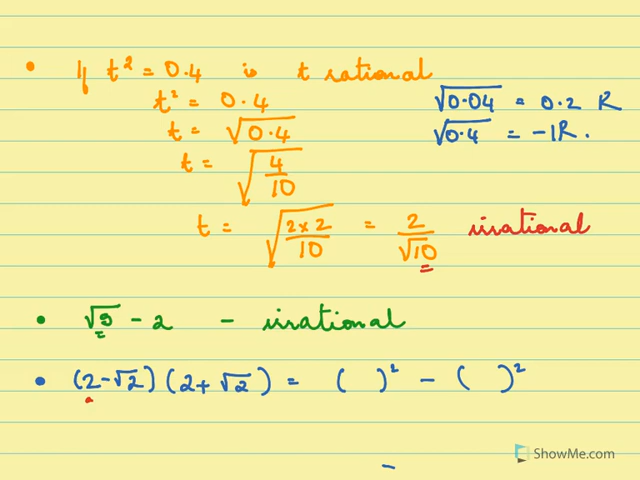 • If t² = 0.4 is t rational
t² = 0.4
√0.04 = 0.2 R
t = √0.4
√0.4 = -IR.
t = √(4/10)
t = √(2×2/10) = 2/√10 irrational
• √3 - 2 - irrational
• (2-√2)(2+√2) = ( )² - ( )²
=
ShowMe.com